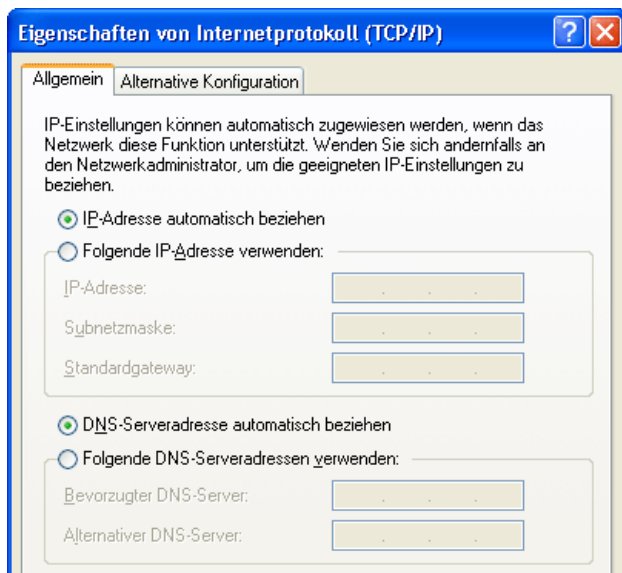 Eigenschaften von Internetprotokoll (TCP/IP)
Allgemein
Alternative Konfiguration
IP-Einstellungen können automatisch zugewiesen werden, wenn das
Netzwerk diese Funktion unterstützt. Wenden Sie sich andernfalls an
den Netzwerkadministrator, um die geeigneten IP-Einstellungen zu
beziehen.
IP-Adresse automatisch beziehen
Folgende IP-Adresse verwenden:
IP-Adresse:
Subnetzmaske:
Standardgateway:
DNS-Serveradresse automatisch beziehen
Folgende DNS-Serveradressen verwenden:
Bevorzugter DNS-Server:
Alternativer DNS-Server: